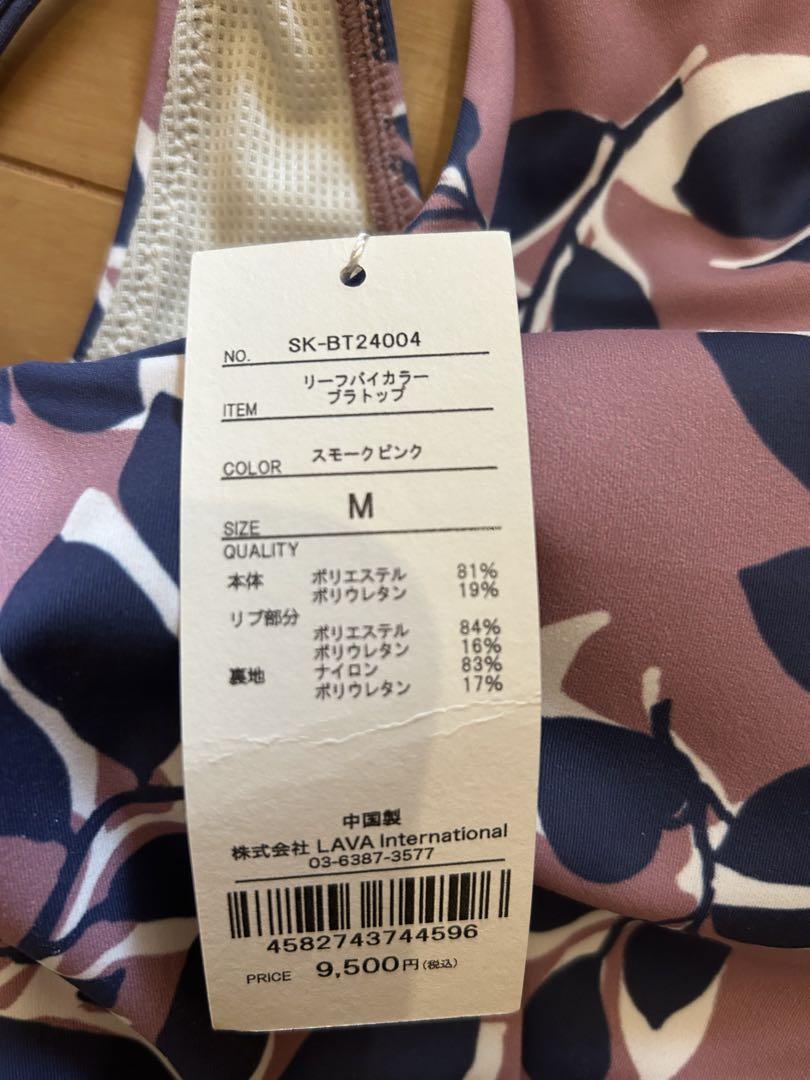 NO. SK-BT24004
ITEM リーフバイカラー
ブラトップ
COLOR スモークピンク
SIZE M
QUALITY
本体 ポリエステル 81%
ポリウレタン 19%
リブ部分
ポリエステル 84%
ポリウレタン 16%
裏地 ナイロン 83%
ポリウレタン 17%
中国製
株式会社 LAVA International
03-6387-3577
4582743744596
PRICE 9,500円(税込)